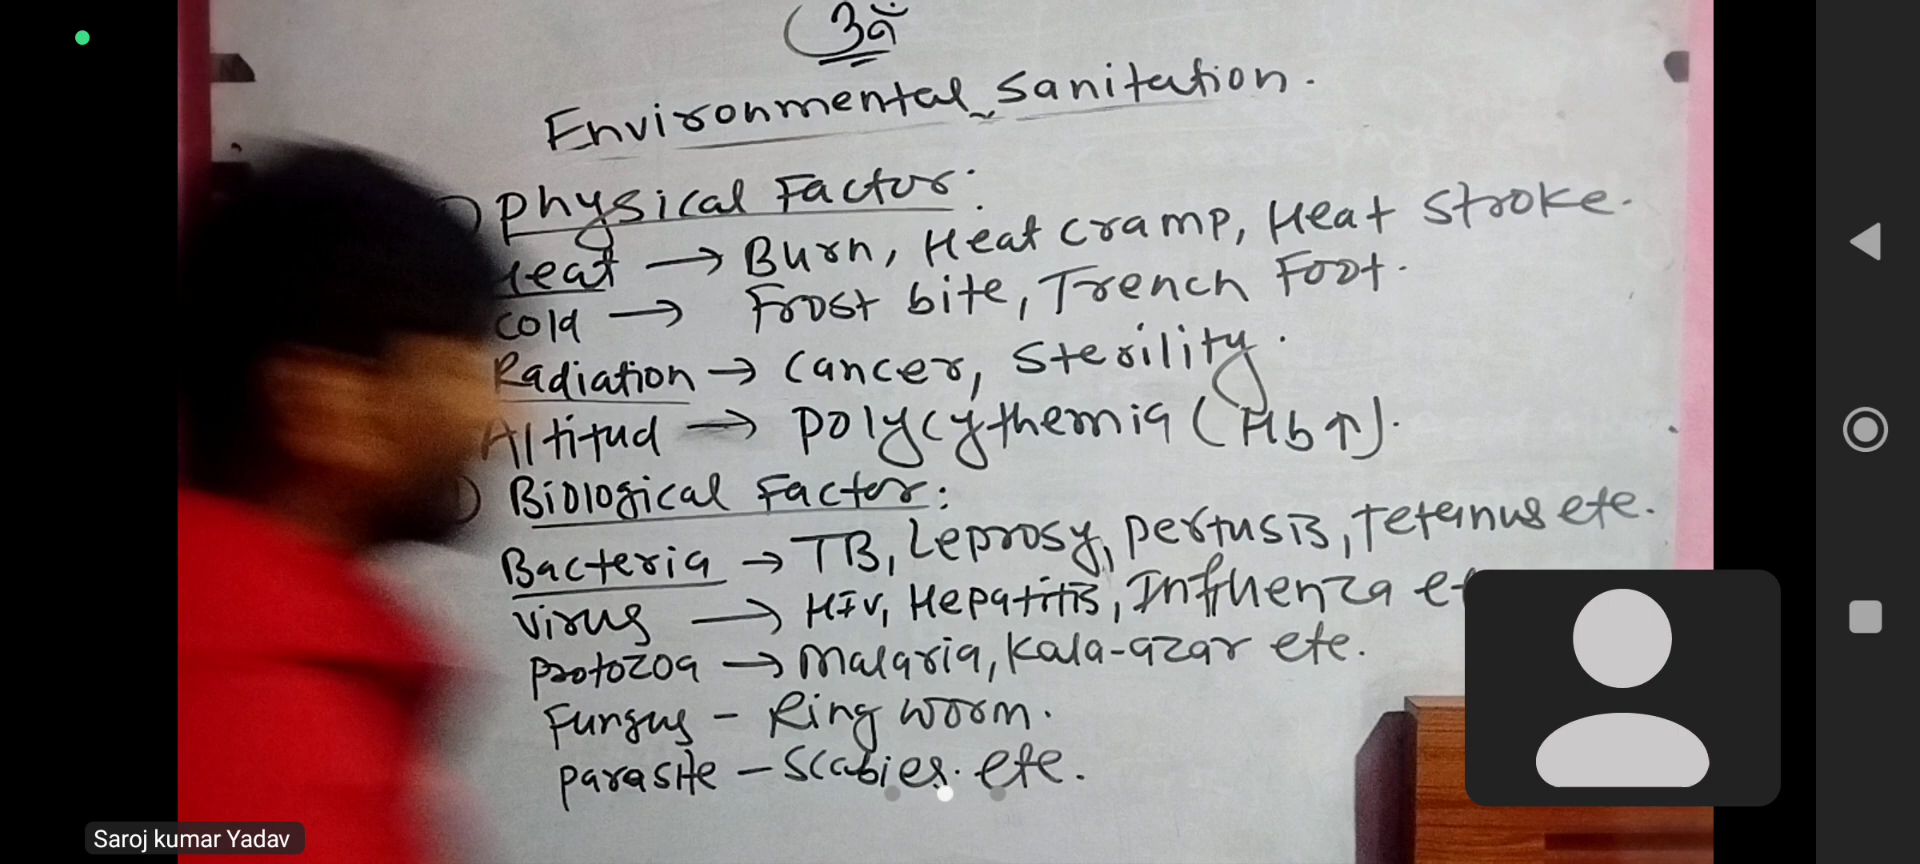 ॐ
Environmental Sanitation.
Physical Factor:
Heat → Burn, Heat cramp, Heat stroke.
Cold → Frost bite, Trench Foot.
Radiation → Cancer, Sterility.
Altitud → Polycythemia (Hb↑).
Biological Factor:
Bacteria → TB, Leprosy, Pertusis, Tetanus etc.
Virus → HIV, Hepatitis, Influenza et
Protozoa → Malaria, Kala-azar etc.
Fungus - Ring worm.
Parasite - Scabies. etc.
Saroj kumar Yadav